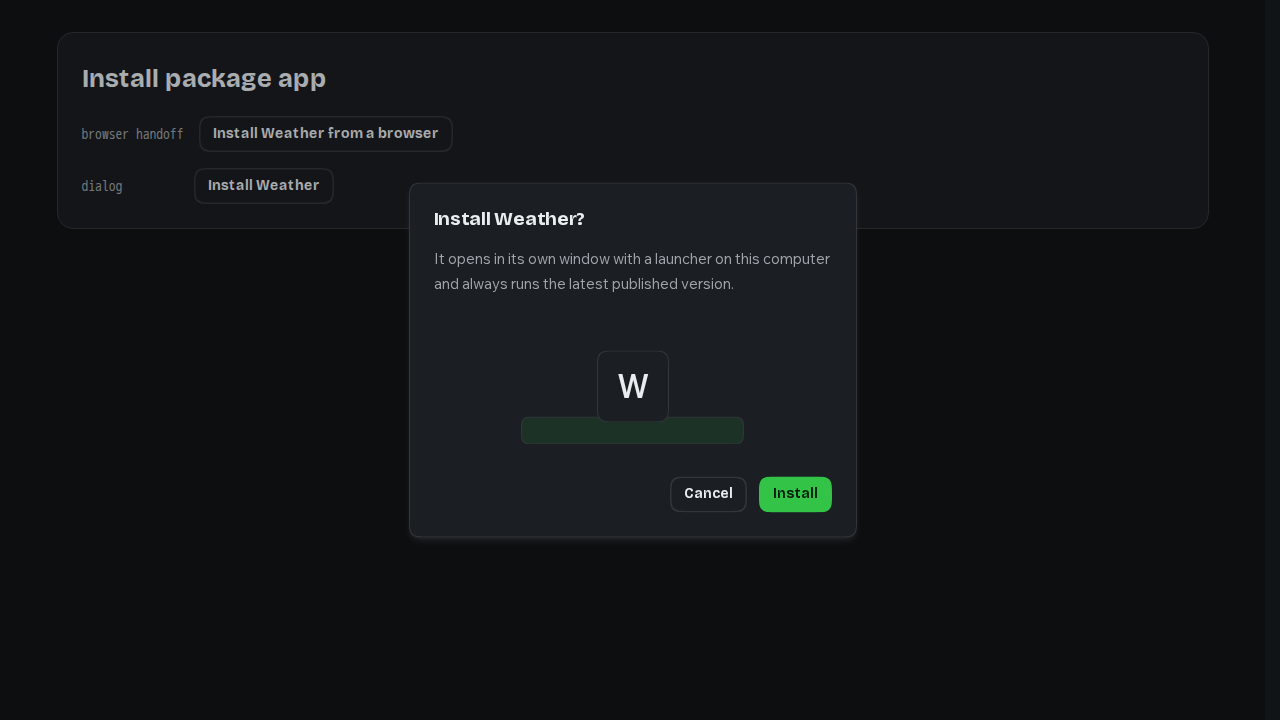 Install package app
browser handoff
Install Weather from a browser
dialog
Install Weather
Install Weather?
It opens in its own window with a launcher on this computer
and always runs the latest published version.
W
Cancel
Install